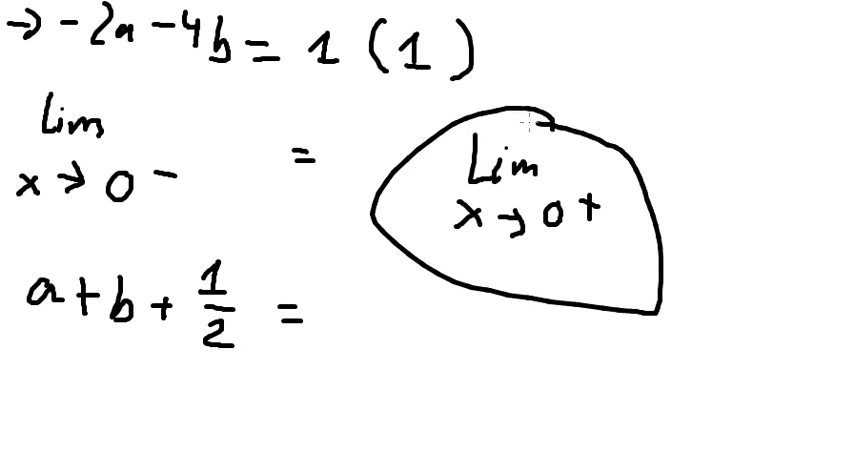 → -2a - 4b = 1 (1)
Lim = Lim
x → 0 - x → 0 +
a + b + 1/2 =